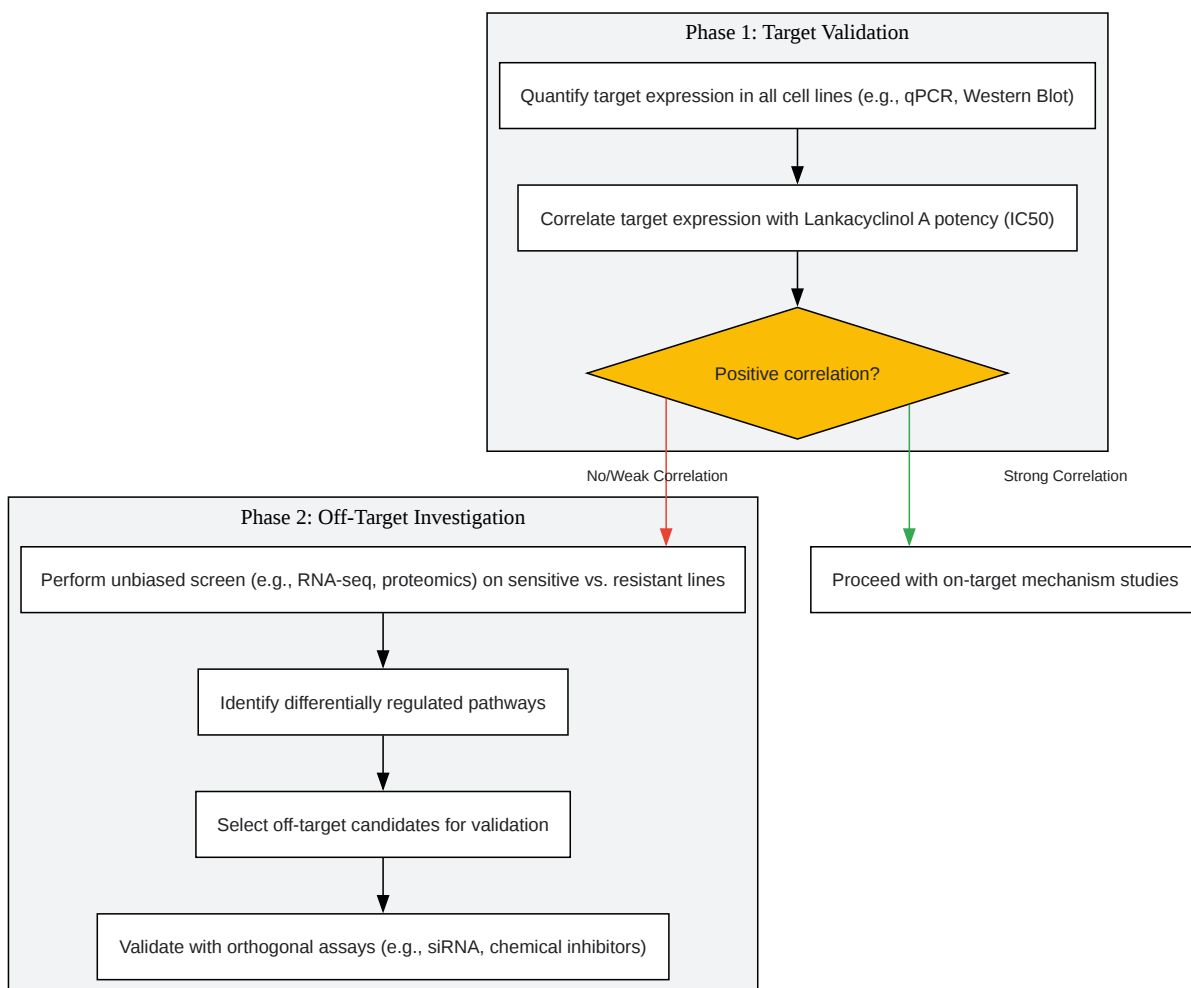 Phase 1: Target Validation
Quantify target expression in all cell lines (e.g., qPCR, Western Blot)
Correlate target expression with Lankacyclinol A potency (IC50)
Positive correlation?
No/Weak Correlation
Strong Correlation
Phase 2: Off-Target Investigation
Perform unbiased screen (e.g., RNA-seq, proteomics) on sensitive vs. resistant lines
Proceed with on-target mechanism studies
Identify differentially regulated pathways
Select off-target candidates for validation
Validate with orthogonal assays (e.g., siRNA, chemical inhibitors)